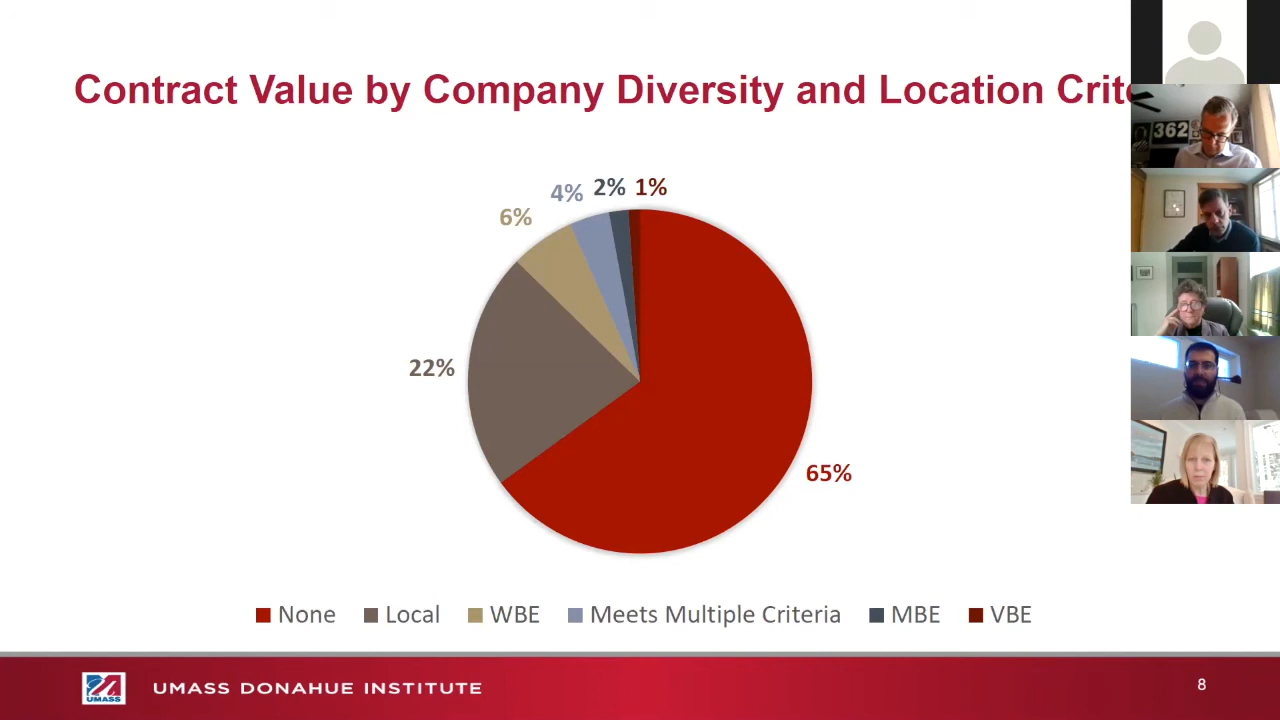 Contract Value by Company Diversity and Location Crite
4% 2% 1%
6%
22%
65%
None Local WBE Meets Multiple Criteria MBE VBE
UMASS UMASS DONAHUE INSTITUTE 8
362